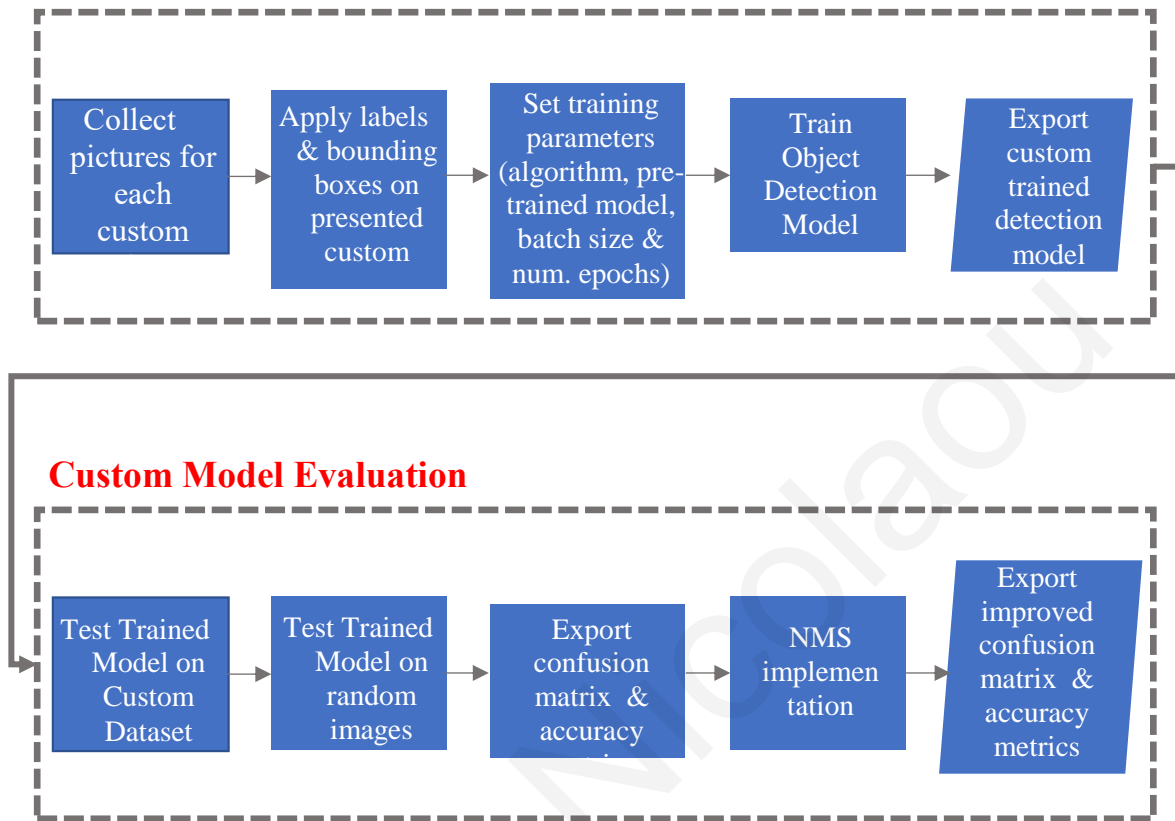 Collect
pictures for
each
custom
Apply labels
& bounding
boxes on
presented
custom
Set training
parameters
(algorithm, pre-
trained model,
batch size &
num. epochs)
Train
Object
Detection
Model
Export
custom
trained
detection
model
Custom Model Evaluation
Test Trained
Model on
Custom
Dataset
Test Trained
Model on
random
images
Export
confusion
matrix &
accuracy
NMS
implemen
tation
Export
improved
confusion
matrix &
accuracy
metrics
Nicolaou